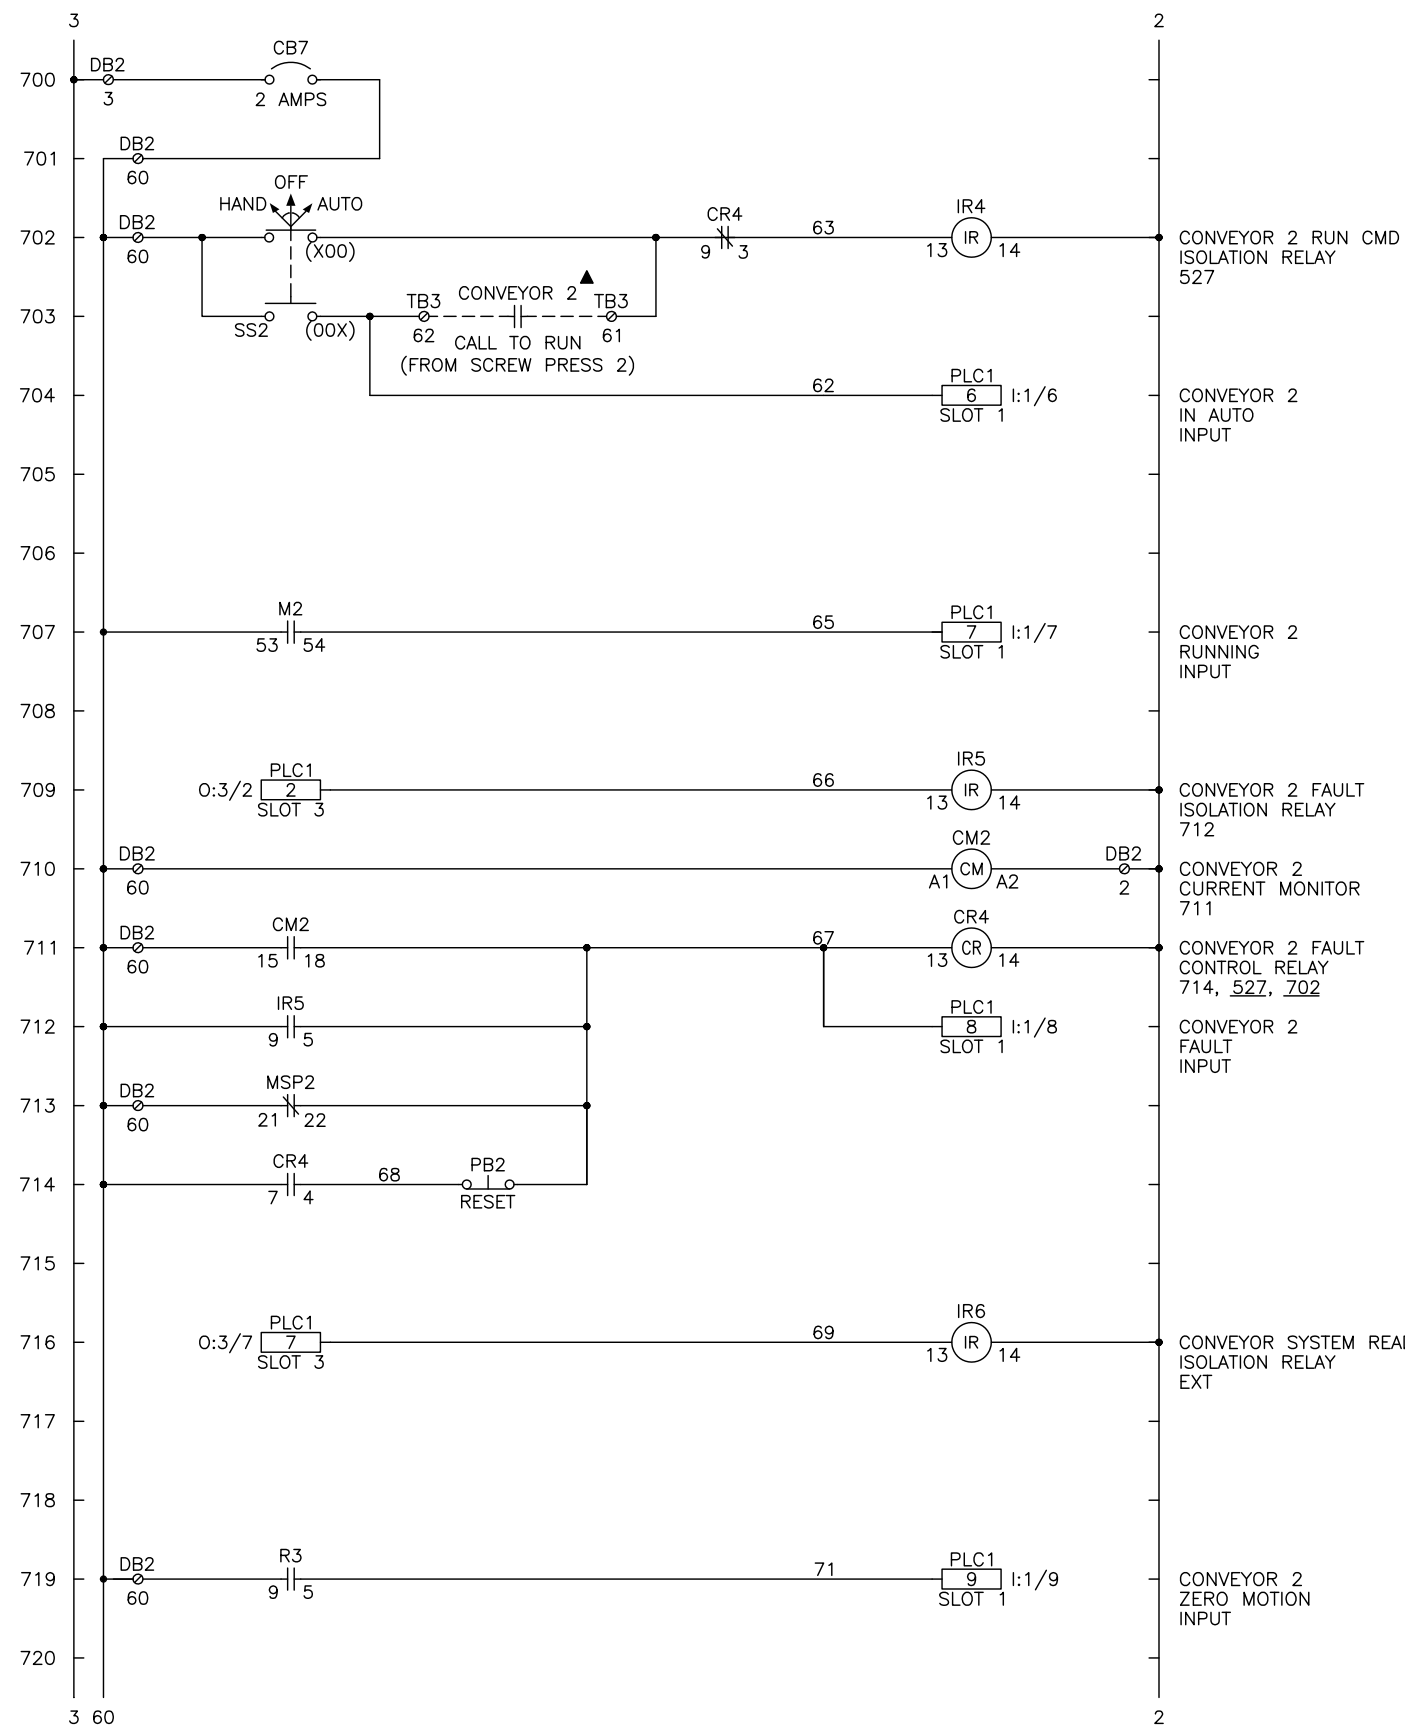 3 2
CB7
700 DB2
3 2 AMPS
701 DB2
60
OFF
HAND AUTO
702 DB2 (X00) CR4 63 IR4
60 9 3 13 IR 14 CONVEYOR 2 RUN CMD
ISOLATION RELAY
527
703 SS2 (00X) TB3 CONVEYOR 2 TB3
62 CALL TO RUN 61
(FROM SCREW PRESS 2)
704 62 PLC1
6 I:1/6 CONVEYOR 2
SLOT 1 IN AUTO
INPUT
705
706
M2
707 65 PLC1
53 54 7 I:1/7 CONVEYOR 2
SLOT 1 RUNNING
INPUT
708
709 O:3/2 PLC1 66 IR5
2 13 IR 14 CONVEYOR 2 FAULT
SLOT 3 ISOLATION RELAY
712
710 DB2 CM2 DB2
60 A1 CM A2 2 CONVEYOR 2
CURRENT MONITOR
711
711 DB2 CM2 67 CR4
60 15 18 13 CR 14 CONVEYOR 2 FAULT
CONTROL RELAY
714, 527, 702
712 IR5 PLC1
9 5 8 I:1/8 CONVEYOR 2
SLOT 1 FAULT
INPUT
713 DB2 MSP2
60 21 22
714 CR4 68 PB2
7 4 RESET
715
716 O:3/7 PLC1 69 IR6
7 13 IR 14 CONVEYOR SYSTEM
SLOT 3 ISOLATION RELAY
EXT
717
718
719 DB2 R3 71 PLC1
60 9 5 9 I:1/9 CONVEYOR 2
SLOT 1 ZERO MOTION
INPUT
720
3 60 2